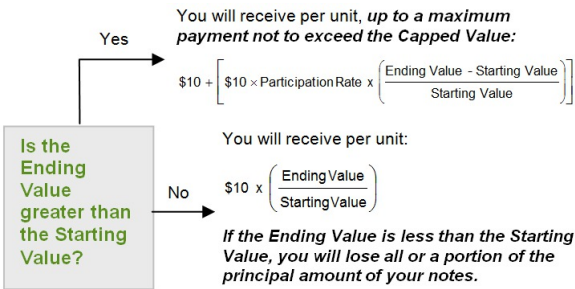 You will receive per unit, up to a maximum
payment not to exceed the Capped Value:
Yes
$10 + [ $10 × Participation Rate x ( Ending Value - Starting Value / Starting Value ) ]
Is the
Ending
Value
greater than
the Starting
Value?
You will receive per unit:
No
$10 x ( Ending Value / Starting Value )
If the Ending Value is less than the Starting
Value, you will lose all or a portion of the
principal amount of your notes.